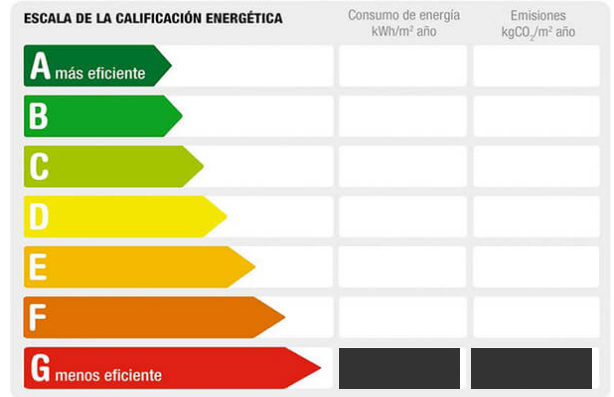 ESCALA DE LA CALIFICACIÓN ENERGÉTICA
Consumo de energía
kWh/m² año
Emisiones
kgCO₂/m² año
A más eficiente
B
C
D
E
F
G menos eficiente